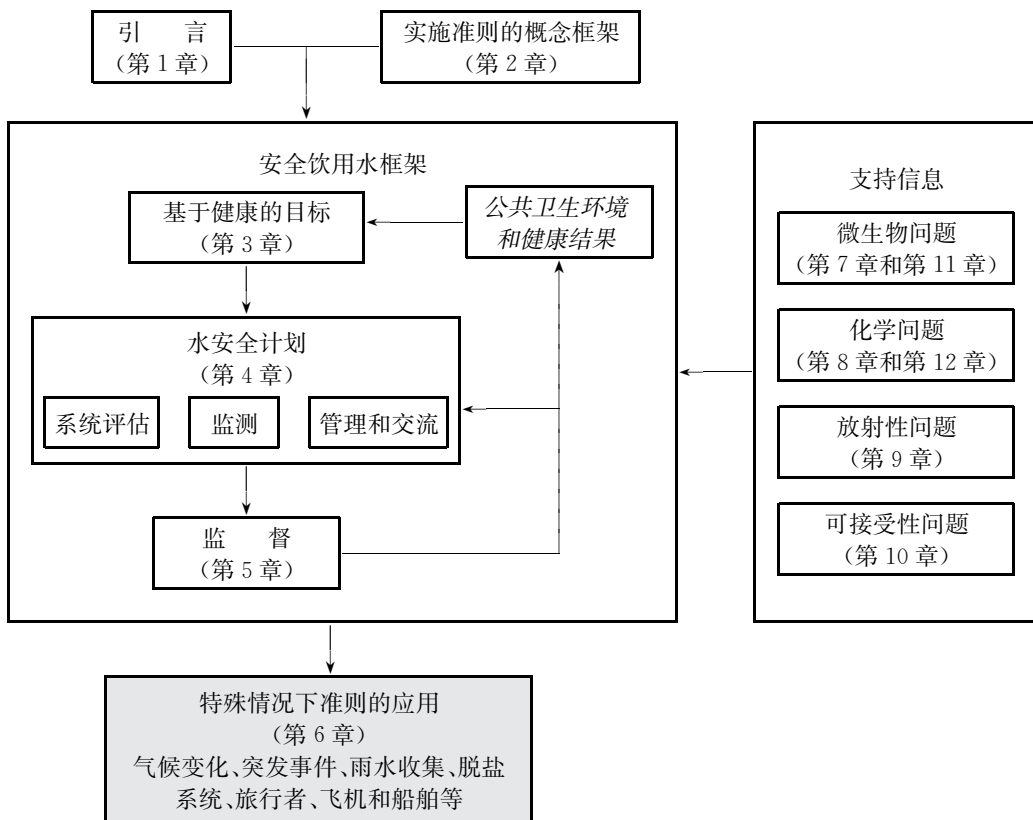 引 言
（第 1 章）
实施准则的概念框架
（第 2 章）
安全饮用水框架
基于健康的目标
（第 3 章）
公共卫生环境
和健康结果
水安全计划
（第 4 章）
系统评估
监测
管理和交流
监 督
（第 5 章）
支持信息
微生物问题
（第 7 章和第 11 章）
化学问题
（第 8 章和第 12 章）
放射性问题
（第 9 章）
可接受性问题
（第 10 章）
特殊情况下准则的应用
（第 6 章）
气候变化、突发事件、雨水收集、脱盐
系统、旅行者、飞机和船舶等